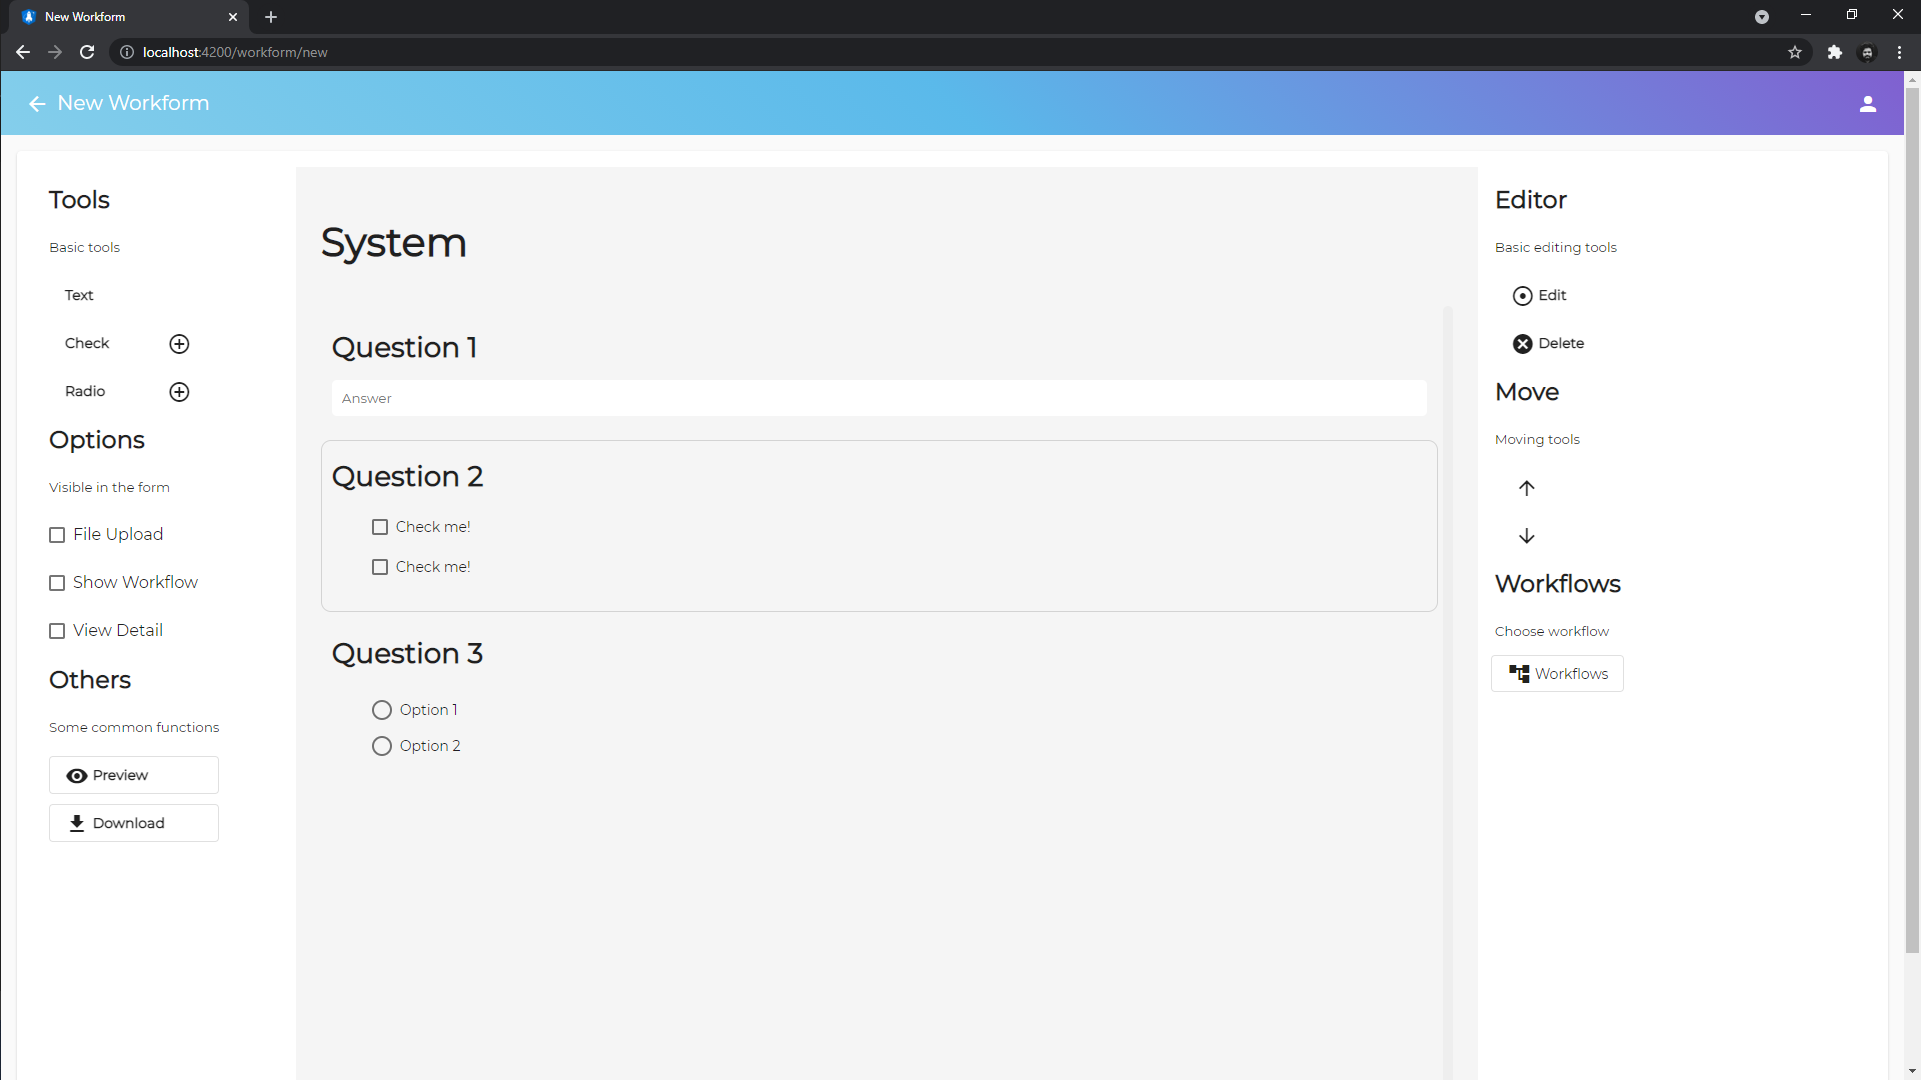 New Workform
localhost:4200/workform/new
New Workform
Tools
Basic tools
Text
Check
Radio
Options
Visible in the form
File Upload
Show Workflow
View Detail
Others
Some common functions
Preview
Download
System
Question 1
Answer
Question 2
Check me!
Check me!
Question 3
Option 1
Option 2
Editor
Basic editing tools
Edit
Delete
Move
Moving tools
Workflows
Choose workflow
Workflows